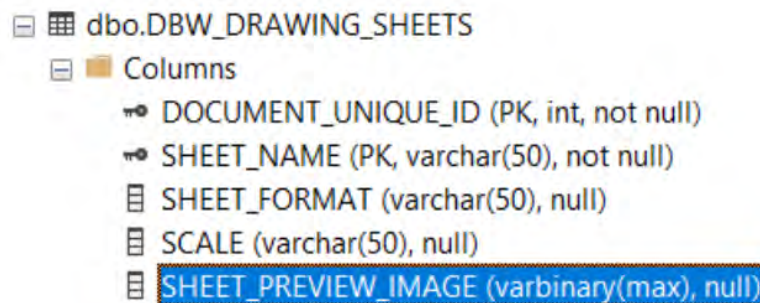 dbo.DBW_DRAWING_SHEETS
Columns
DOCUMENT_UNIQUE_ID (PK, int, not null)
SHEET_NAME (PK, varchar(50), not null)
SHEET_FORMAT (varchar(50), null)
SCALE (varchar(50), null)
SHEET_PREVIEW_IMAGE (varbinary(max), null)